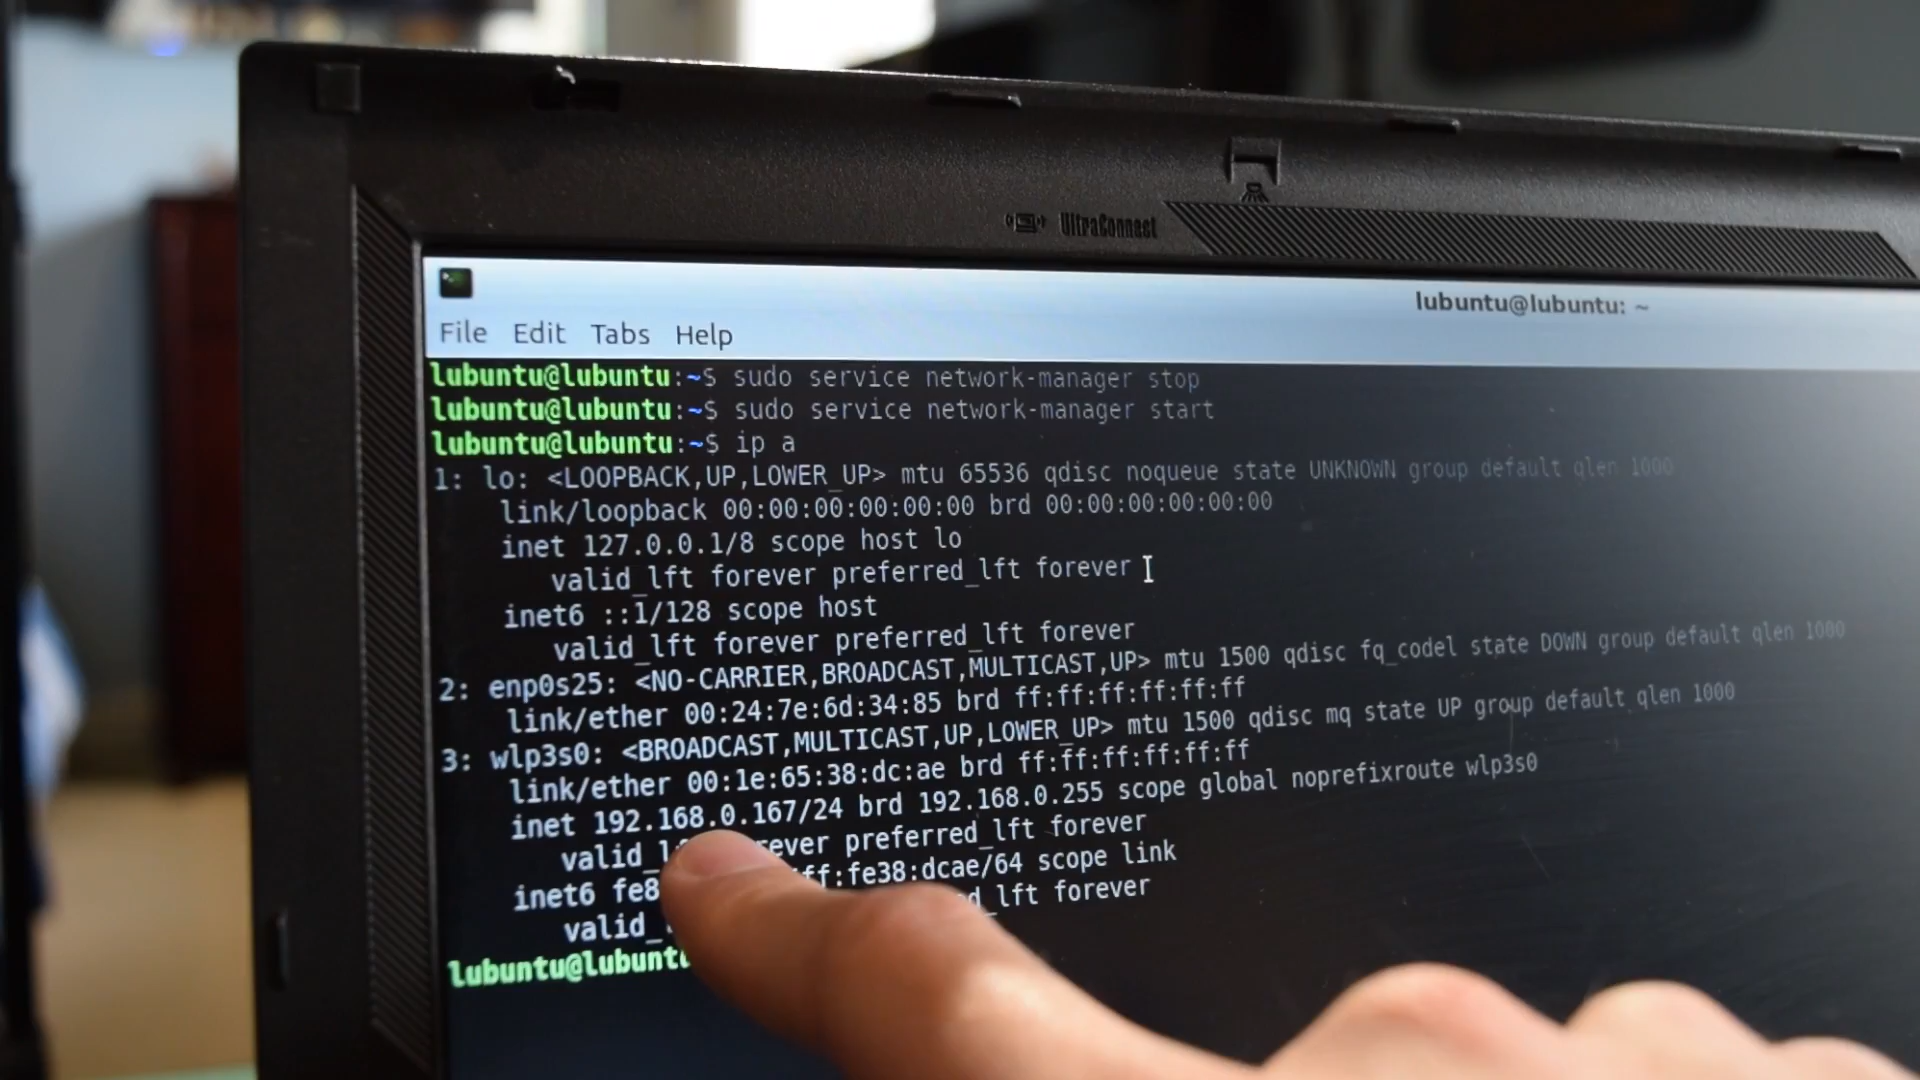 UltraConnect
lubuntu@lubuntu: ~
File Edit Tabs Help
lubuntu@lubuntu:~$ sudo service network-manager stop
lubuntu@lubuntu:~$ sudo service network-manager start
lubuntu@lubuntu:~$ ip a
1: lo: <LOOPBACK,UP,LOWER_UP> mtu 65536 qdisc noqueue state UNKNOWN group default qlen 1000
link/loopback 00:00:00:00:00:00 brd 00:00:00:00:00:00
inet 127.0.0.1/8 scope host lo
valid_lft forever preferred_lft forever
inet6 ::1/128 scope host
valid_lft forever preferred_lft forever
2: enp0s25: <NO-CARRIER,BROADCAST,MULTICAST,UP> mtu 1500 qdisc fq_codel state DOWN group default qlen 1000
link/ether 00:24:7e:6d:34:85 brd ff:ff:ff:ff:ff:ff
3: wlp3s0: <BROADCAST,MULTICAST,UP,LOWER_UP> mtu 1500 qdisc mq state UP group default qlen 1000
link/ether 00:1e:65:38:dc:ae brd ff:ff:ff:ff:ff:ff
inet 192.168.0.167/24 brd 192.168.0.255 scope global noprefixroute wlp3s0
valid_l rever preferred_lft forever
inet6 fe8 ff:fe38:dcae/64 scope link
valid_ d_lft forever
lubuntu@lubunt